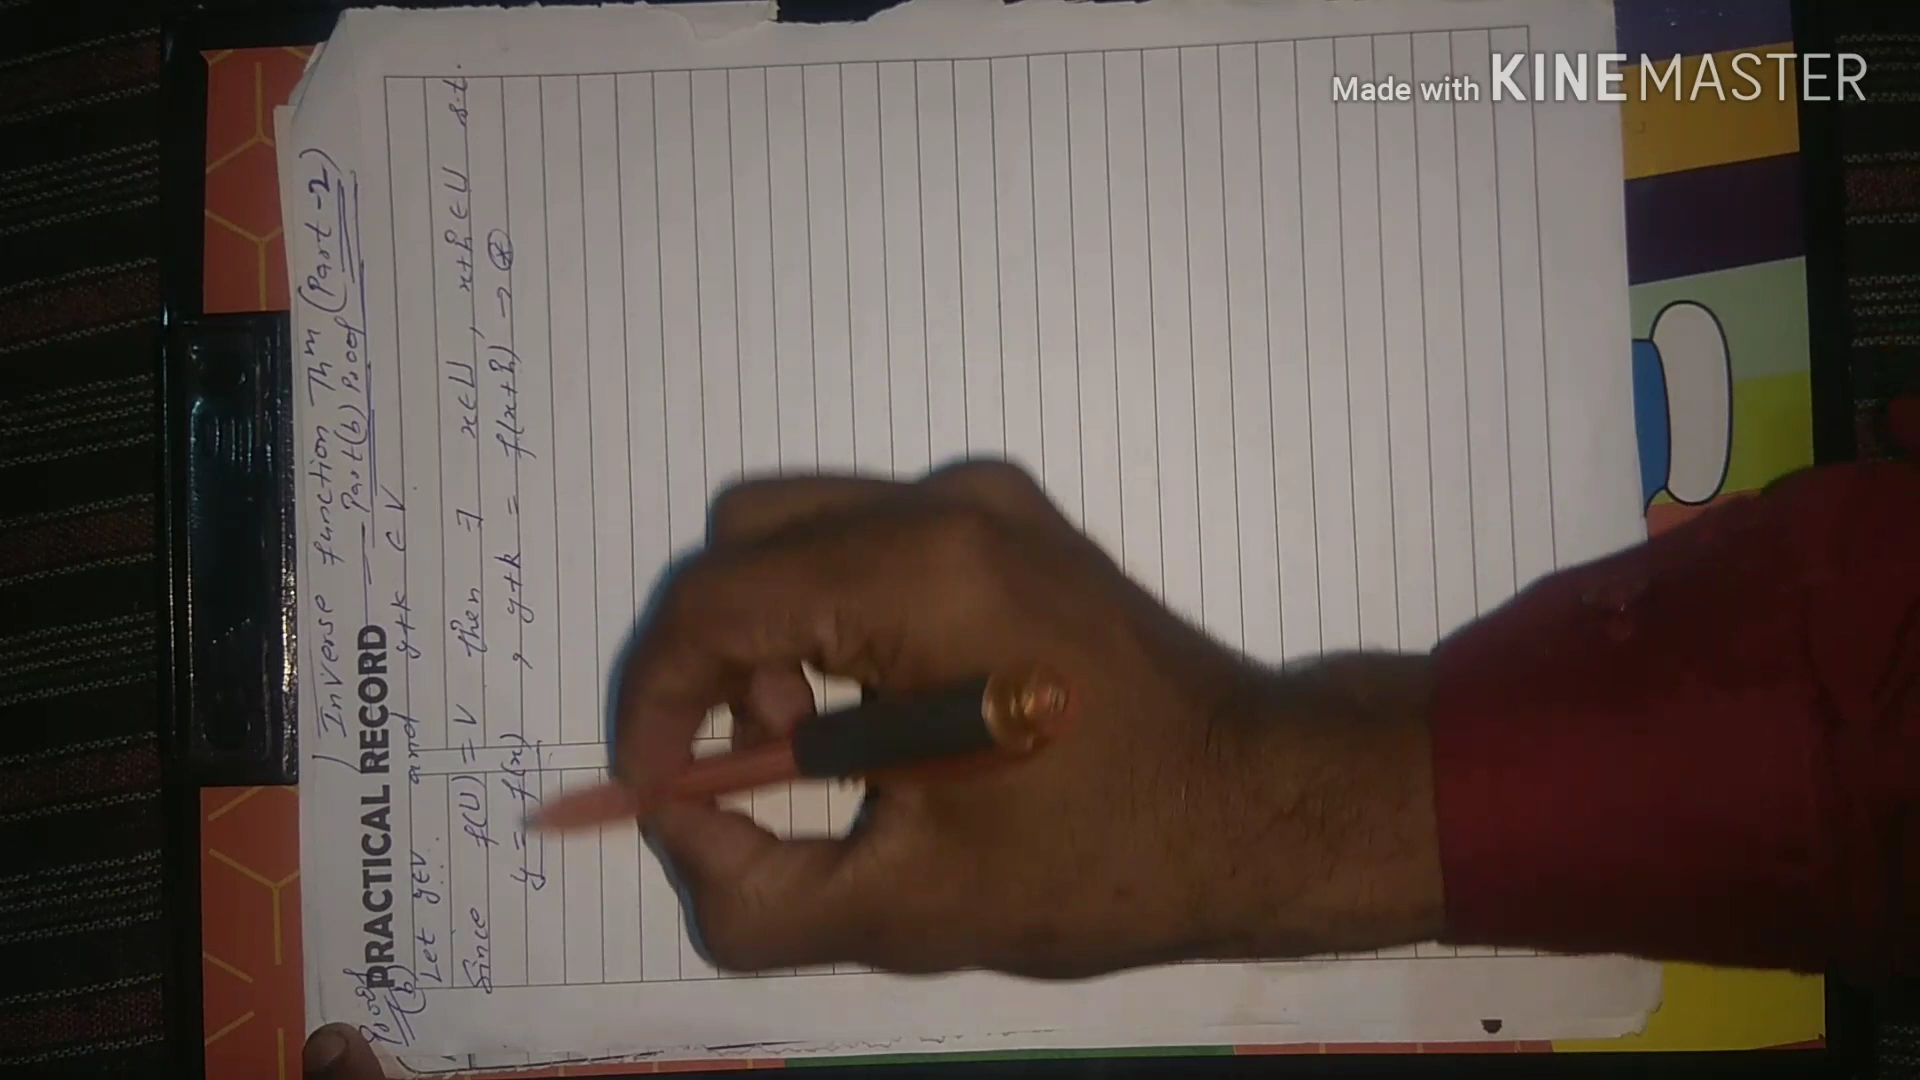 Made with KINEMASTER
Inverse function Thm (Part-2)
Part (b) Proof
PRACTICAL RECORD
Proof
(b) Let y∈V and y+k ∈ V.
Since f(U) = V then ∃ x∈U, x+h ∈ U s.t.
y = f(x) , y+k = f(x+h) → ⊛